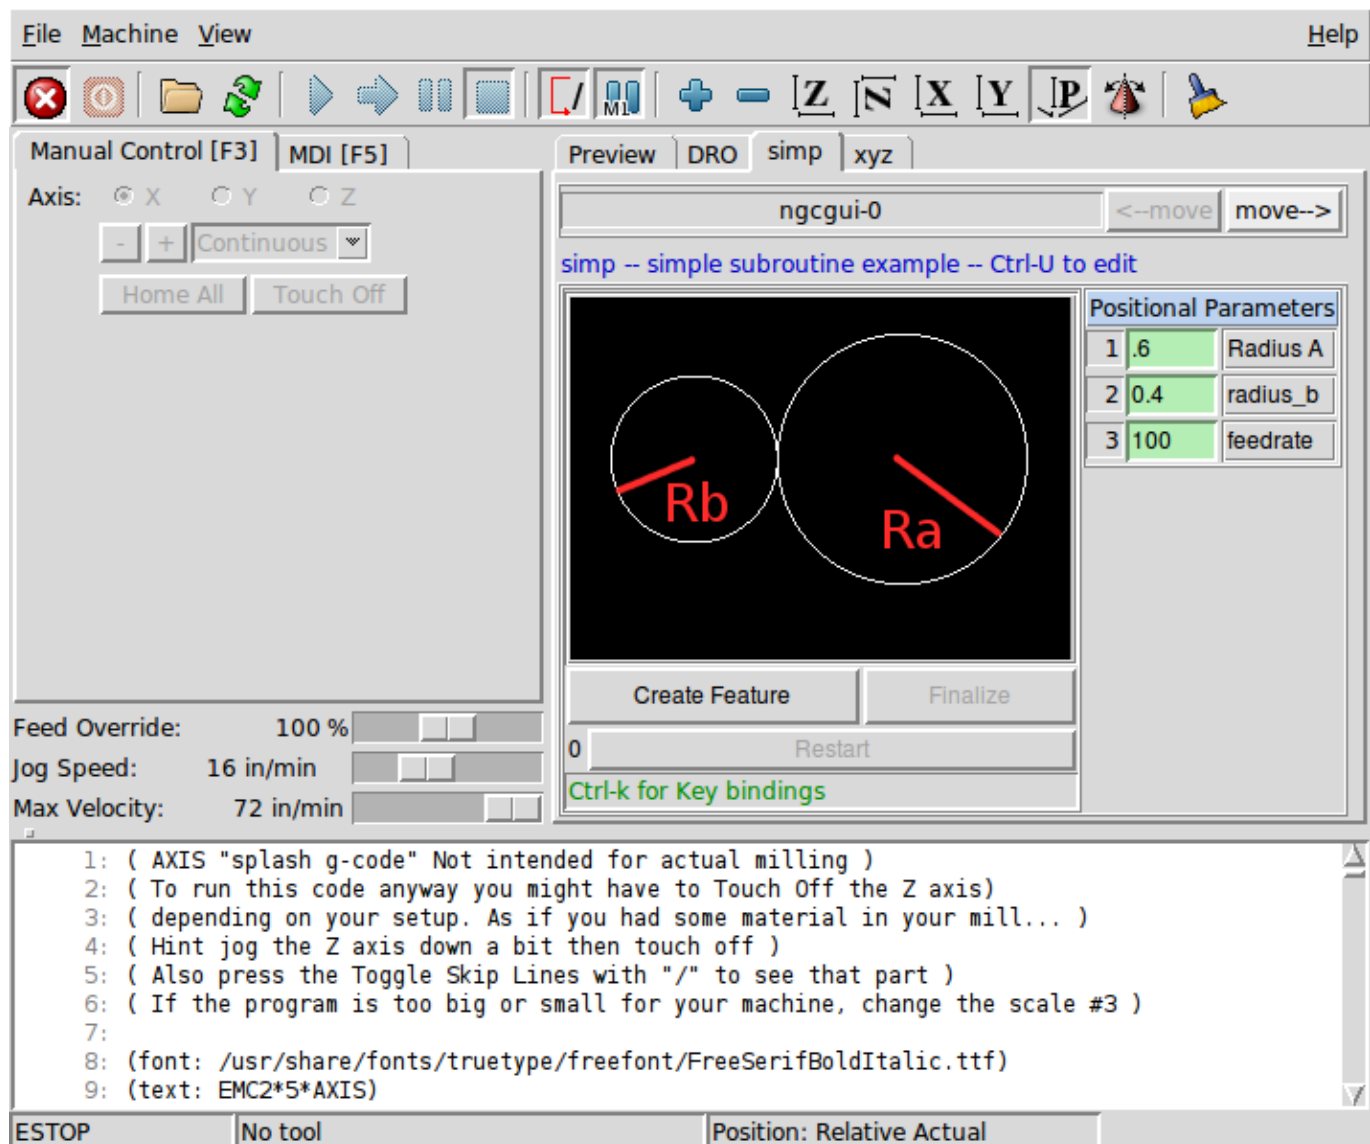 File Machine View Help
M1 Z N X Y P
Manual Control [F3] MDI [F5] Preview DRO simp xyz
Axis: X Y Z
ngcgui-0 <--move move-->
- + Continuous
simp -- simple subroutine example -- Ctrl-U to edit
Home All Touch Off
Positional Parameters
1 .6 Radius A
2 0.4 radius_b
3 100 feedrate
Rb
Ra
Create Feature Finalize
Feed Override: 100 %
0 Restart
Jog Speed: 16 in/min
Ctrl-k for Key bindings
Max Velocity: 72 in/min
1: ( AXIS "splash g-code" Not intended for actual milling )
2: ( To run this code anyway you might have to Touch Off the Z axis)
3: ( depending on your setup. As if you had some material in your mill... )
4: ( Hint jog the Z axis down a bit then touch off )
5: ( Also press the Toggle Skip Lines with "/" to see that part )
6: ( If the program is too big or small for your machine, change the scale #3 )
7:
8: (font: /usr/share/fonts/truetype/freefont/FreeSerifBoldItalic.ttf)
9: (text: EMC2*5*AXIS)
ESTOP No tool Position: Relative Actual